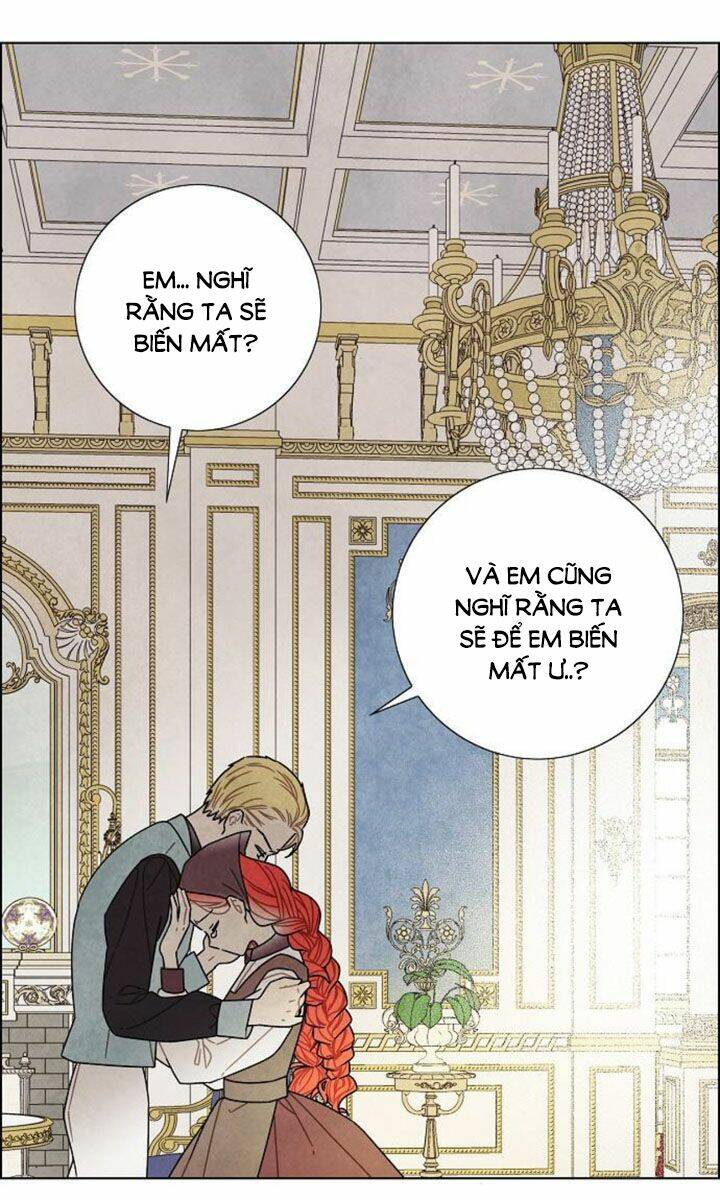 EM... NGHĨ
RẰNG TA SẼ
BIẾN MẤT?
VÀ EM CŨNG
NGHĨ RẰNG TA
SẼ ĐỂ EM BIẾN
MẤT Ư..?